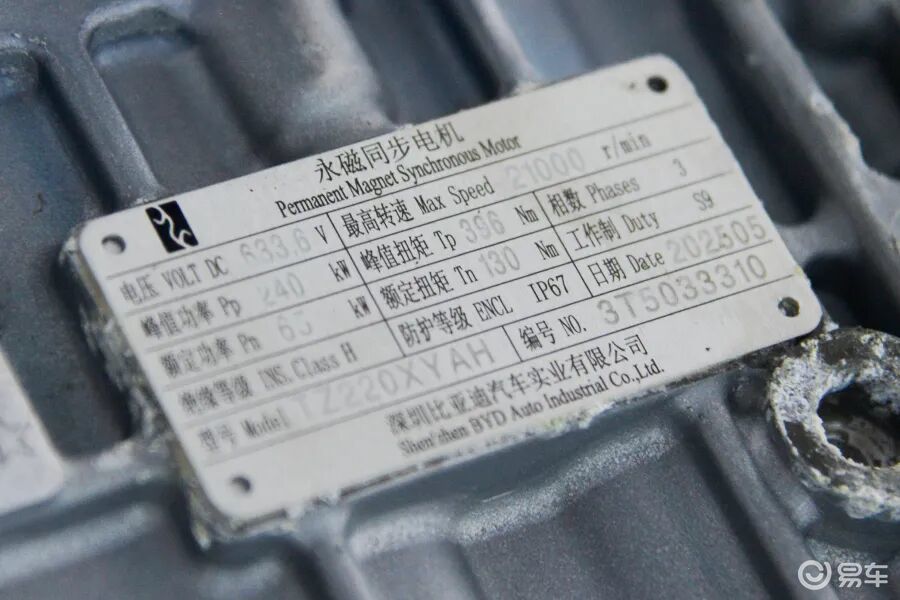 永磁同步电机
Permanent Magnet Synchronous Motor
电压 VOLT DC 633.6 V 最高转速 Max Speed 21000 r/min
峰值功率 Pp 240 kW 峰值扭矩 Tp 396 Nm 相数 Phases 3
额定功率 Pn 65 kW 额定扭矩 Tn 130 Nm 工作制 Duty S9
绝缘等级 INS.Class H 防护等级 ENCL IP67 日期 Date 202505
型号 Model TZ220XYAH 编号 NO. 3T5033310
深圳比亚迪汽车实业有限公司
Shen'zhen BYD Auto Industrial Co.,Ltd.
易车